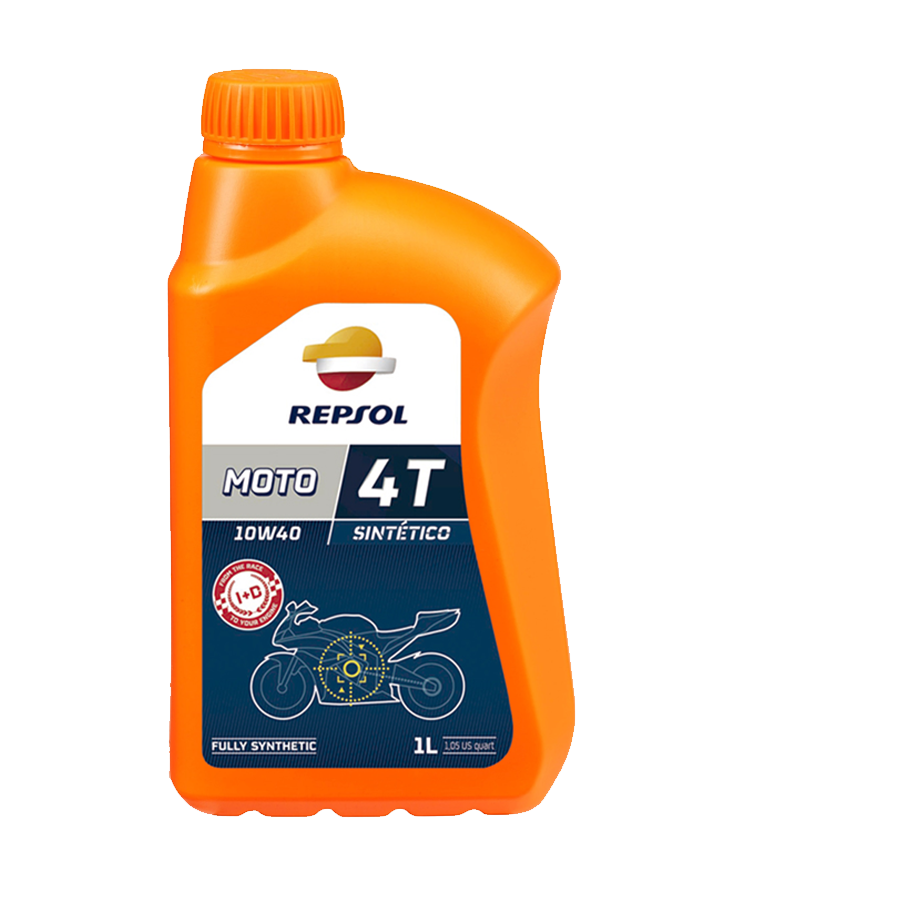 REPSOL
MOTO 4T
10W40 SINTÉTICO
FROM THE RACE
I+D
TO YOUR ENGINE
FULLY SYNTHETIC 1L 1,05 US quart